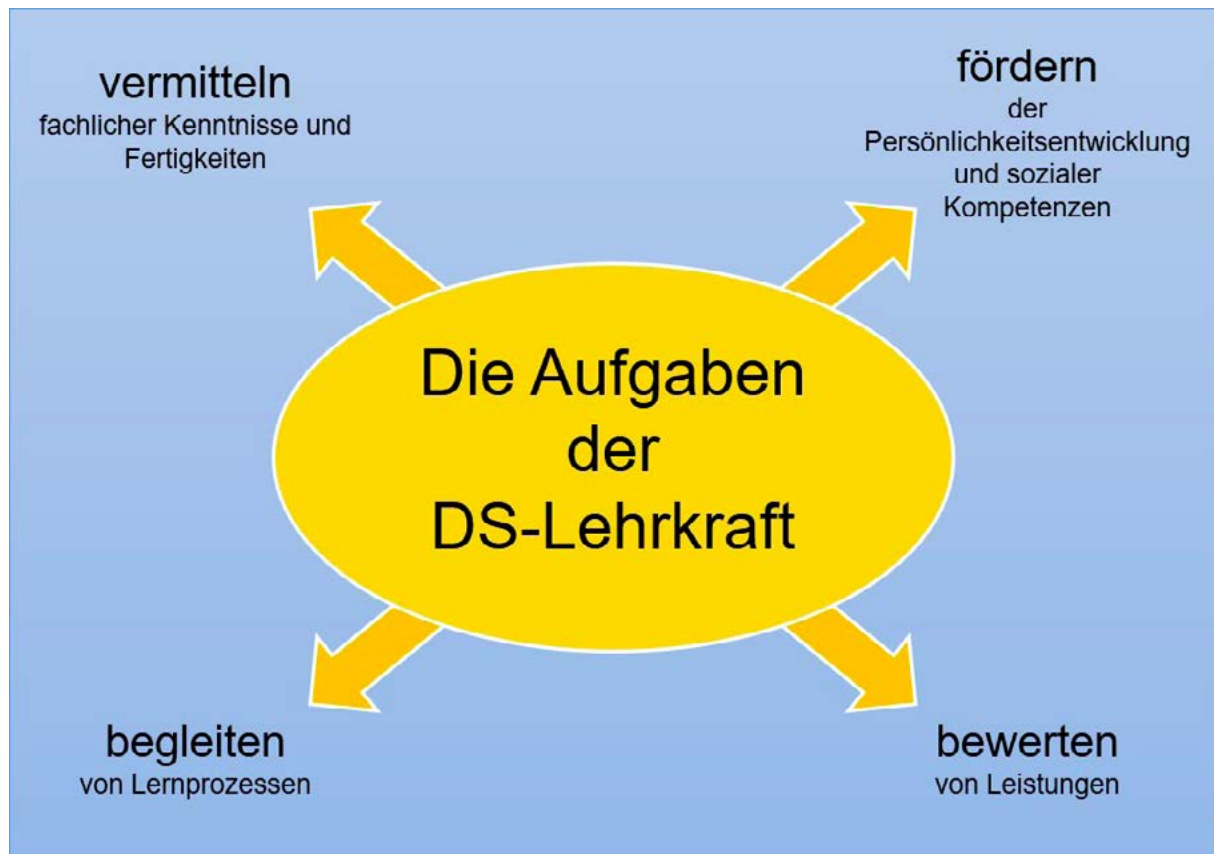 vermitteln
fachlicher Kenntnisse und
Fertigkeiten
fördern
der
Persönlichkeitsentwicklung
und sozialer
Kompetenzen
Die Aufgaben
der
DS-Lehrkraft
begleiten
von Lernprozessen
bewerten
von Leistungen